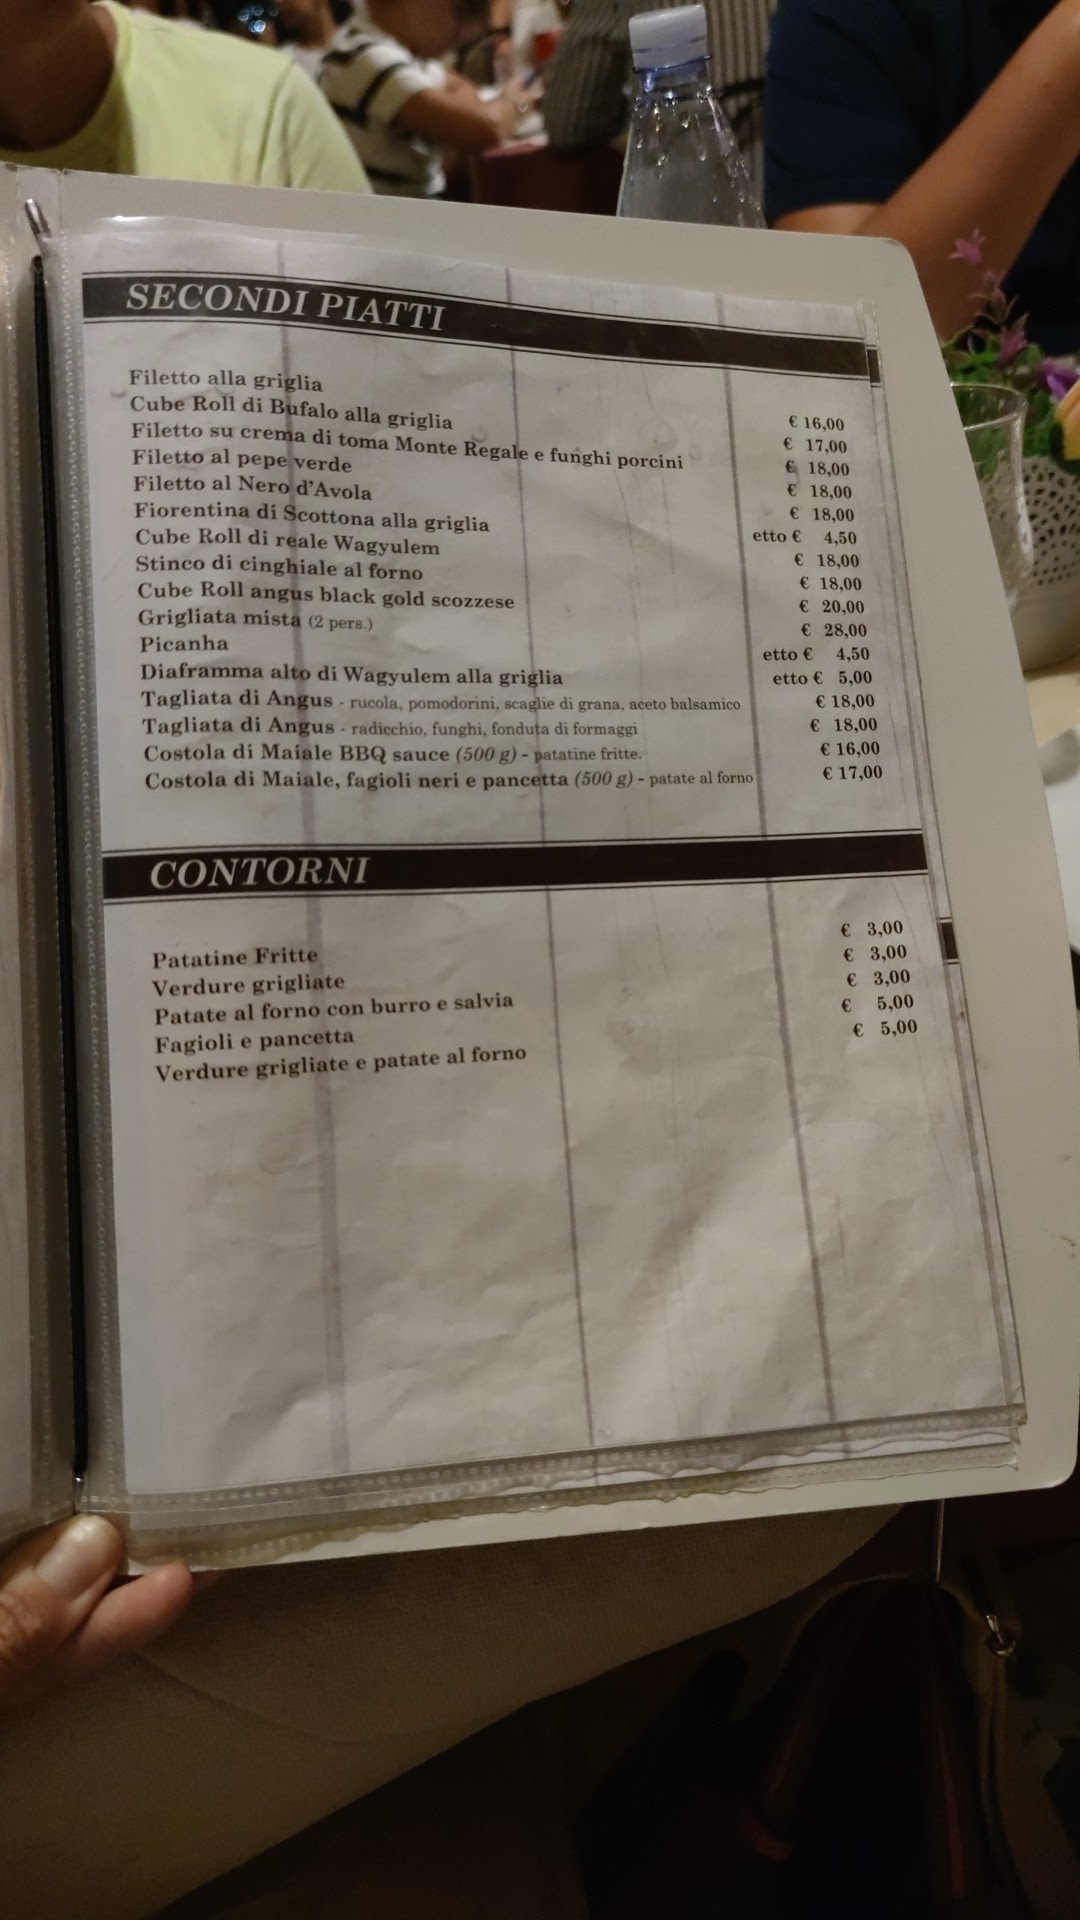 SECONDI PIATTI
Filetto alla griglia € 16,00
Cube Roll di Bufalo alla griglia € 17,00
Filetto su crema di toma Monte Regale e funghi porcini € 18,00
Filetto al pepe verde € 18,00
Filetto al Nero d'Avola € 18,00
Fiorentina di Scottona alla griglia etto € 4,50
Cube Roll di reale Wagyulem € 18,00
Stinco di cinghiale al forno € 18,00
Cube Roll angus black gold scozzese € 20,00
Grigliata mista (2 pers.) € 28,00
Picanha etto € 4,50
Diaframma alto di Wagyulem alla griglia etto € 5,00
Tagliata di Angus - rucola, pomodorini, scaglie di grana, aceto balsamico € 18,00
Tagliata di Angus - radicchio, funghi, fonduta di formaggi € 18,00
Costola di Maiale BBQ sauce (500 g) - patatine fritte. € 16,00
Costola di Maiale, fagioli neri e pancetta (500 g) - patate al forno € 17,00
CONTORNI
Patatine Fritte € 3,00
Verdure grigliate € 3,00
Patate al forno con burro e salvia € 3,00
Fagioli e pancetta € 5,00
Verdure grigliate e patate al forno € 5,00